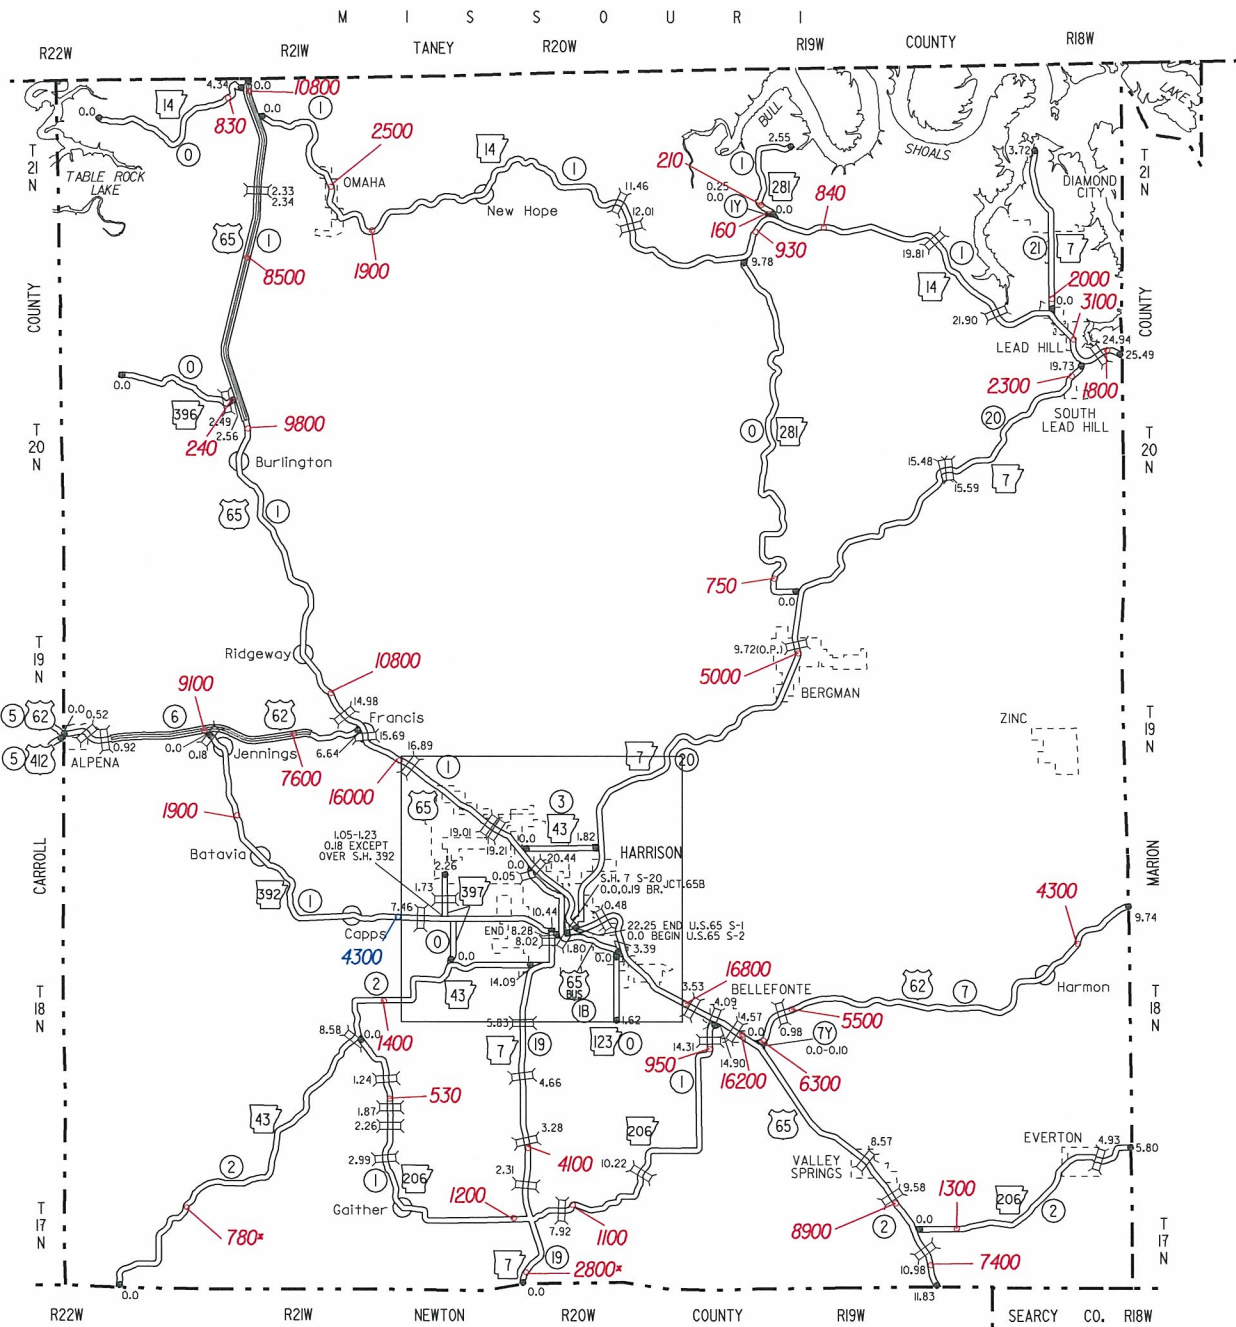 M I S S O U R I
R22W R21W TANEY R20W R19W COUNTY R18W
4.34 0.0 10800
14 830 0.0 1 0.0
0 2500
T 21 N
TABLE ROCK LAKE
OMAHA
14 1
New Hope
11.46
12.01
1900
2.33
2.34
65 1
8500
BULL SHOALS LAKE
2.55
1
210
0.25
0.0
281
1Y 0.0
160
840
930
9.78
19.81
1
14
21.90
3.72
DIAMOND CITY
21 7
2000
0.0
3100
LEAD HILL
24.94
25.49
19.73
2300
1800
SOUTH LEAD HILL
T 21 N
COUNTY
COUNTY
0
0.0
396
2.49
2.56
240
9800
Burlington
65 1
T 20 N
0 281
20
15.48
15.59
7
T 20 N
750
0.0
9.72(O.P.)
5000
BERGMAN
Ridgeway
10800
14.98
Francis
15.69
6.64
T 19 N
9100
5 62
5 412
0.0
0.52
0.92
ALPENA
6 62
0.0
0.18
Jennings
7600
16.89
16000
1
65
7
20
ZINC
T 19 N
1900
Batavia
392
1
Capps
7.46
4300
1.05-1.23
0.18 EXCEPT
OVER S.H. 392
2.26
1.73
397
0
0.0
19.01
19.21
3
43
0.0 1.82
HARRISON
20.44
0.0
0.05
S.H. 7 S-20
0.0,0.19 BR.
JCT.65B
10.44
0.48
END 8.28
8.02
22.25 END U.S.65 S-1
0.0 BEGIN U.S.65 S-2
1.80
3.39
0.0
65 BUS.
1B
14.09
43
CARROLL
MARION
4300
9.74
Harmon
62 7
2
1400
8.58
0.0
T 18 N
5.83
7 19
123 0
1.62
3.53
16800
BELLEFONTE
4.09
14.57
0.0
0.98
5500
7Y
0.0-0.10
14.31
14.90
950
1
16200
6300
T 18 N
1.24
530
1.87
2.26
2.99
1
206
4.66
3.28
4100
2.31
206
10.22
43
2
780*
Gaither
1200
7.92
1100
7 19
2800*
0.0
0.0
65
8.57
VALLEY SPRINGS
9.58
8900
2
0.0
1300
206
2
EVERTON
4.93
5.80
10.98
7400
11.83
T 17 N
T 17 N
R22W R21W NEWTON R20W COUNTY R19W SEARCY CO. R18W